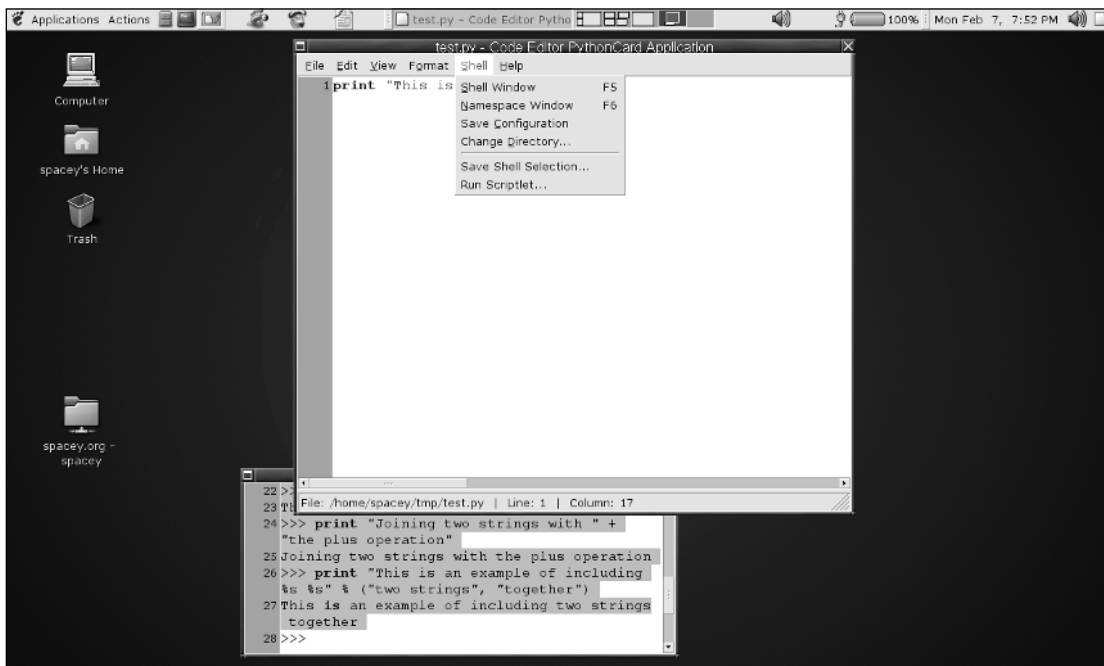 Applications Actions
test.py - Code Editor Pytho
100%
Mon Feb 7, 7:52 PM
Computer
spacey's Home
Trash
spacey.org -
spacey
test.py - Code Editor PythonCard Application
File Edit View Format Shell Help
1 print "This is
Shell Window F5
Namespace Window F6
Save Configuration
Change Directory...
Save Shell Selection...
Run Scriptlet...
File: /home/spacey/tmp/test.py | Line: 1 | Column: 17
22 >>
23
24 >>> print "Joining two strings with " +
"the plus operation"
25 Joining two strings with the plus operation
26 >>> print "This is an example of including
%s %s" % ("two strings", "together")
27 This is an example of including two strings
together
28 >>>